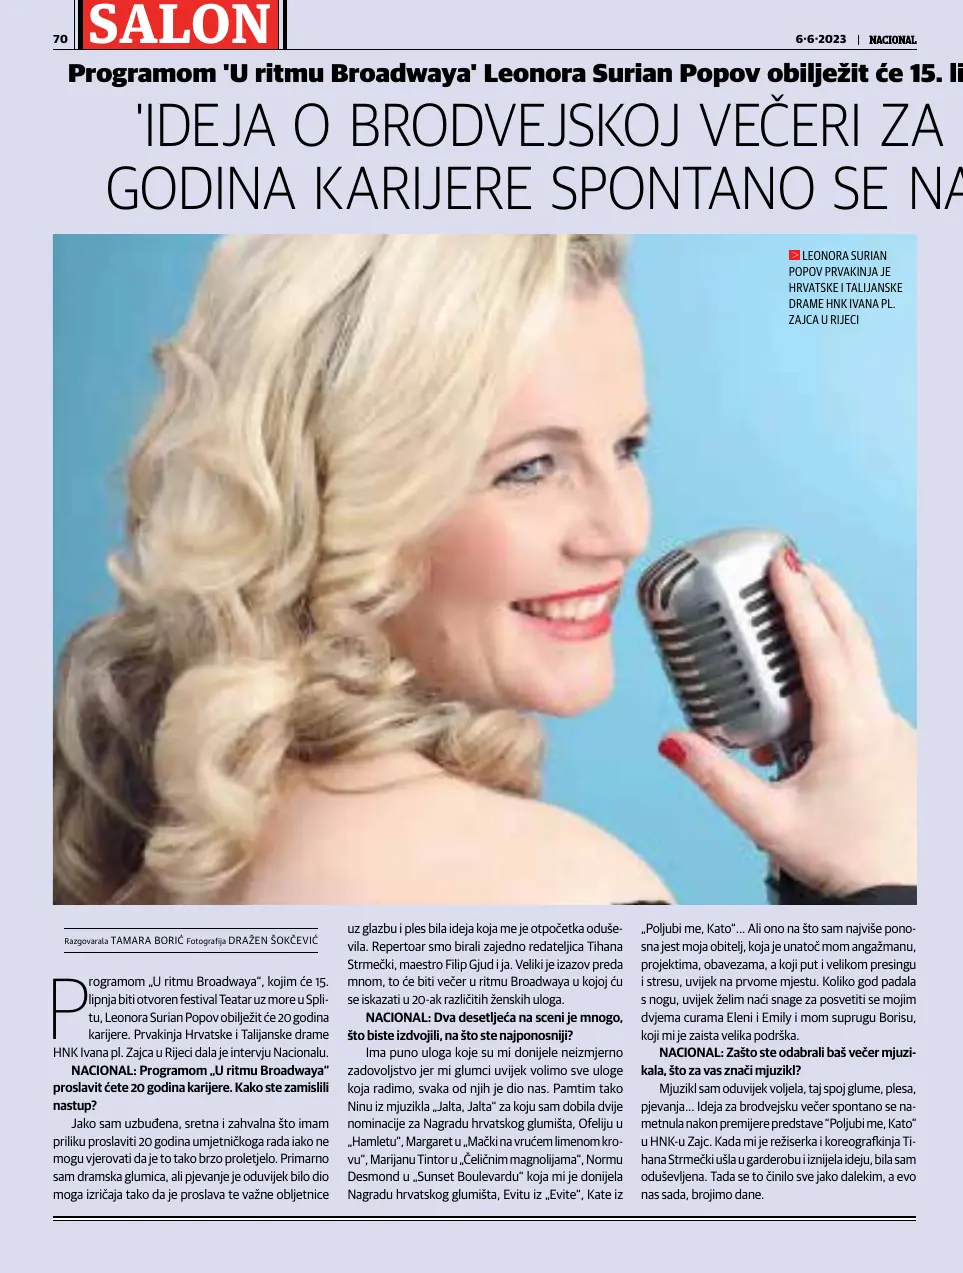 70
SALON
6·6·2023 | NACIONAL
Programom 'U ritmu Broadwaya' Leonora Surian Popov obilježit će 15. li
'IDEJA O BRODVEJSKOJ VEČERI ZA
GODINA KARIJERE SPONTANO SE NA
LEONORA SURIAN
POPOV PRVAKINJA JE
HRVATSKE I TALIJANSKE
DRAME HNK IVANA PL.
ZAJCA U RIJECI
Razgovarala TAMARA BORIĆ Fotografija DRAŽEN ŠOKČEVIĆ
Programom „U ritmu Broadwaya“, kojim će 15.
lipnja biti otvoren festival Teatar uz more u Spli-
tu, Leonora Surian Popov obilježit će 20 godina
karijere. Prvakinja Hrvatske i Talijanske drame
HNK Ivana pl. Zajca u Rijeci dala je intervju Nacionalu.
NACIONAL: Programom „U ritmu Broadwaya“
proslavit ćete 20 godina karijere. Kako ste zamislili
nastup?
Jako sam uzbuđena, sretna i zahvalna što imam
priliku proslaviti 20 godina umjetničkoga rada iako ne
mogu vjerovati da je to tako brzo proletjelo. Primarno
sam dramska glumica, ali pjevanje je oduvijek bilo dio
moga izričaja tako da je proslava te važne obljetnice
uz glazbu i ples bila ideja koja me je otpočetka oduše-
vila. Repertoar smo birali zajedno redateljica Tihana
Strmečki, maestro Filip Gjud i ja. Veliki je izazov preda
mnom, to će biti večer u ritmu Broadwaya u kojoj ću
se iskazati u 20-ak različitih ženskih uloga.
NACIONAL: Dva desetljeća na sceni je mnogo,
što biste izdvojili, na što ste najponosniji?
Ima puno uloga koje su mi donijele neizmjerno
zadovoljstvo jer mi glumci uvijek volimo sve uloge
koja radimo, svaka od njih je dio nas. Pamtim tako
Ninu iz mjuzikla „Jalta, Jalta“ za koju sam dobila dvije
nominacije za Nagradu hrvatskog glumišta, Ofeliju u
„Hamletu“, Margaret u „Mački na vrućem limenom kro-
vu“, Marijanu Tintor u „Čeličnim magnolijama“, Normu
Desmond u „Sunset Boulevardu“ koja mi je donijela
Nagradu hrvatskog glumišta, Evitu iz „Evite“, Kate iz
„Poljubi me, Kato“... Ali ono na što sam najviše pono-
sna jest moja obitelj, koja je unatoč mom angažmanu,
projektima, obavezama, a koji put i velikom presingu
i stresu, uvijek na prvome mjestu. Koliko god padala
s nogu, uvijek želim naći snage za posvetiti se mojim
dvjema curama Eleni i Emily i mom suprugu Borisu,
koji mi je zaista velika podrška.
NACIONAL: Zašto ste odabrali baš večer mjuzi-
kala, što za vas znači mjuzikl?
Mjuzikl sam oduvijek voljela, taj spoj glume, plesa,
pjevanja... Ideja za brodvejsku večer spontano se na-
metnula nakon premijere predstave “Poljubi me, Kato“
u HNK-u Zajc. Kada mi je režiserka i koreografkinja Ti-
hana Strmečki ušla u garderobu i iznijela ideju, bila sam
oduševljena. Tada se to činilo sve jako dalekim, a evo
nas sada, brojimo dane.